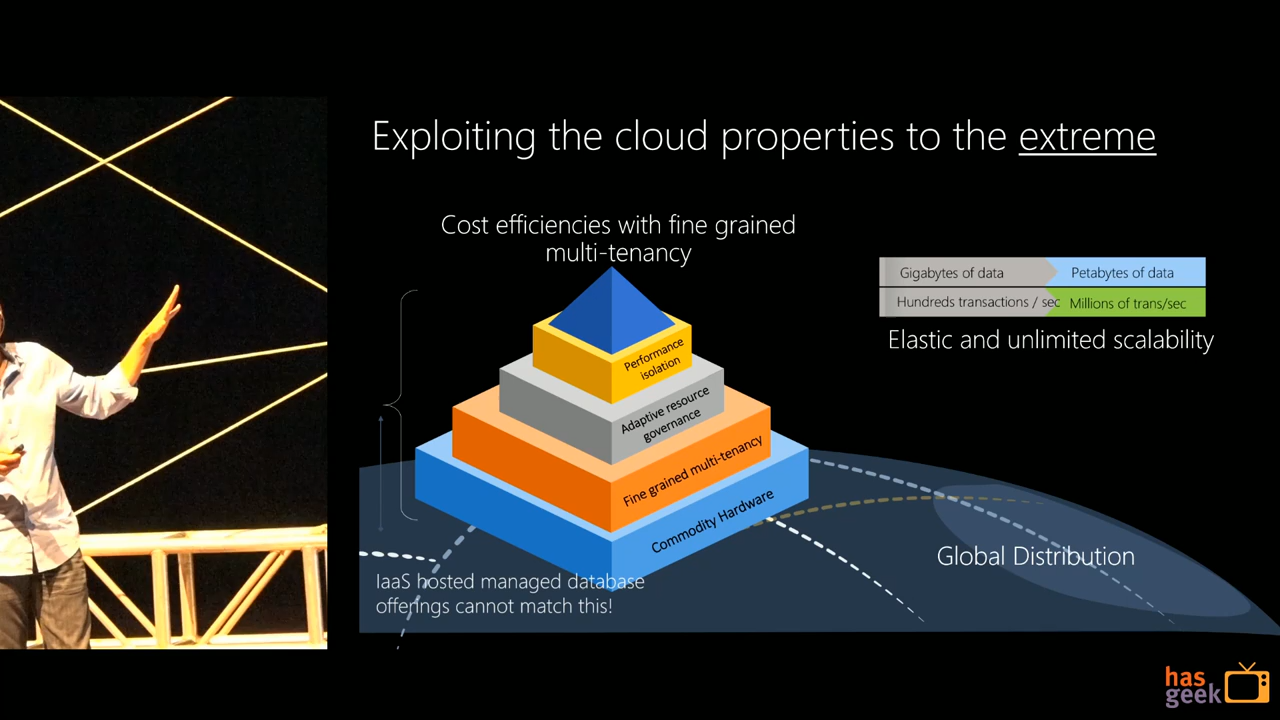 Exploiting the cloud properties to the extreme
Cost efficiencies with fine grained
multi-tenancy
Performance
isolation
Adaptive resource
governance
Fine grained multi-tenancy
Commodity Hardware
IaaS hosted managed database
offerings cannot match this!
Gigabytes of data
Petabytes of data
Hundreds transactions / sec
Millions of trans/sec
Elastic and unlimited scalability
Global Distribution
has
geek